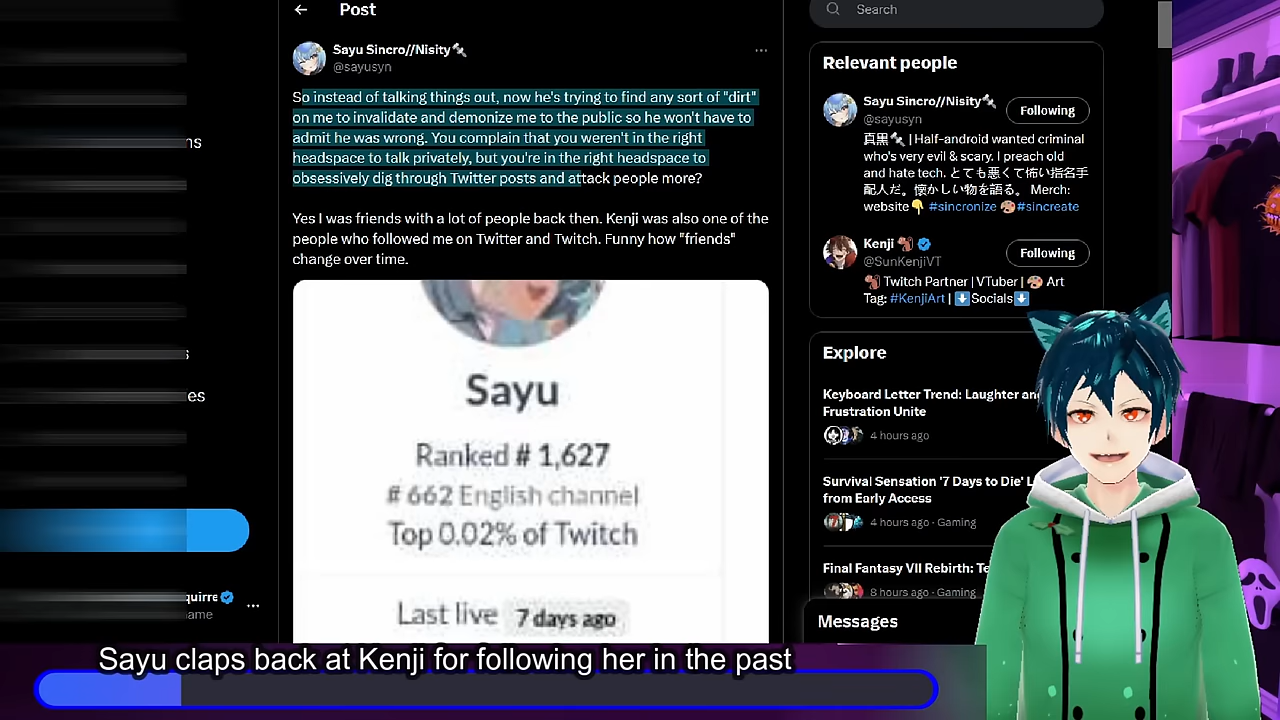 Post
Search
Sayu Sincro//Nisity
@sayusyn
So instead of talking things out, now he's trying to find any sort of "dirt"
on me to invalidate and demonize me to the public so he won't have to
admit he was wrong. You complain that you weren't in the right
headspace to talk privately, but you're in the right headspace to
obsessively dig through Twitter posts and attack people more?
Yes I was friends with a lot of people back then. Kenji was also one of the
people who followed me on Twitter and Twitch. Funny how "friends"
change over time.
Sayu
Ranked # 1,627
# 662 English channel
Top 0.02% of Twitch
Last live 7 days ago
Relevant people
Sayu Sincro//Nisity
@sayusyn
Following
真黒 | Half-android wanted criminal
who's very evil & scary. I preach old
and hate tech. とても悪くて怖い指名手
配人だ。懐かしい物を語る。 Merch:
website #sincronize #sincreate
Kenji
@SunKenjiVT
Following
Twitch Partner | VTuber | Art
Tag: #KenjiArt | Socials
Explore
Keyboard Letter Trend: Laughter and
Frustration Unite
4 hours ago
Survival Sensation '7 Days to Die' L
from Early Access
4 hours ago · Gaming
Final Fantasy VII Rebirth: Te
8 hours ago · Gaming
Messages
ns
s
es
quirre
ame
Sayu claps back at Kenji for following her in the past